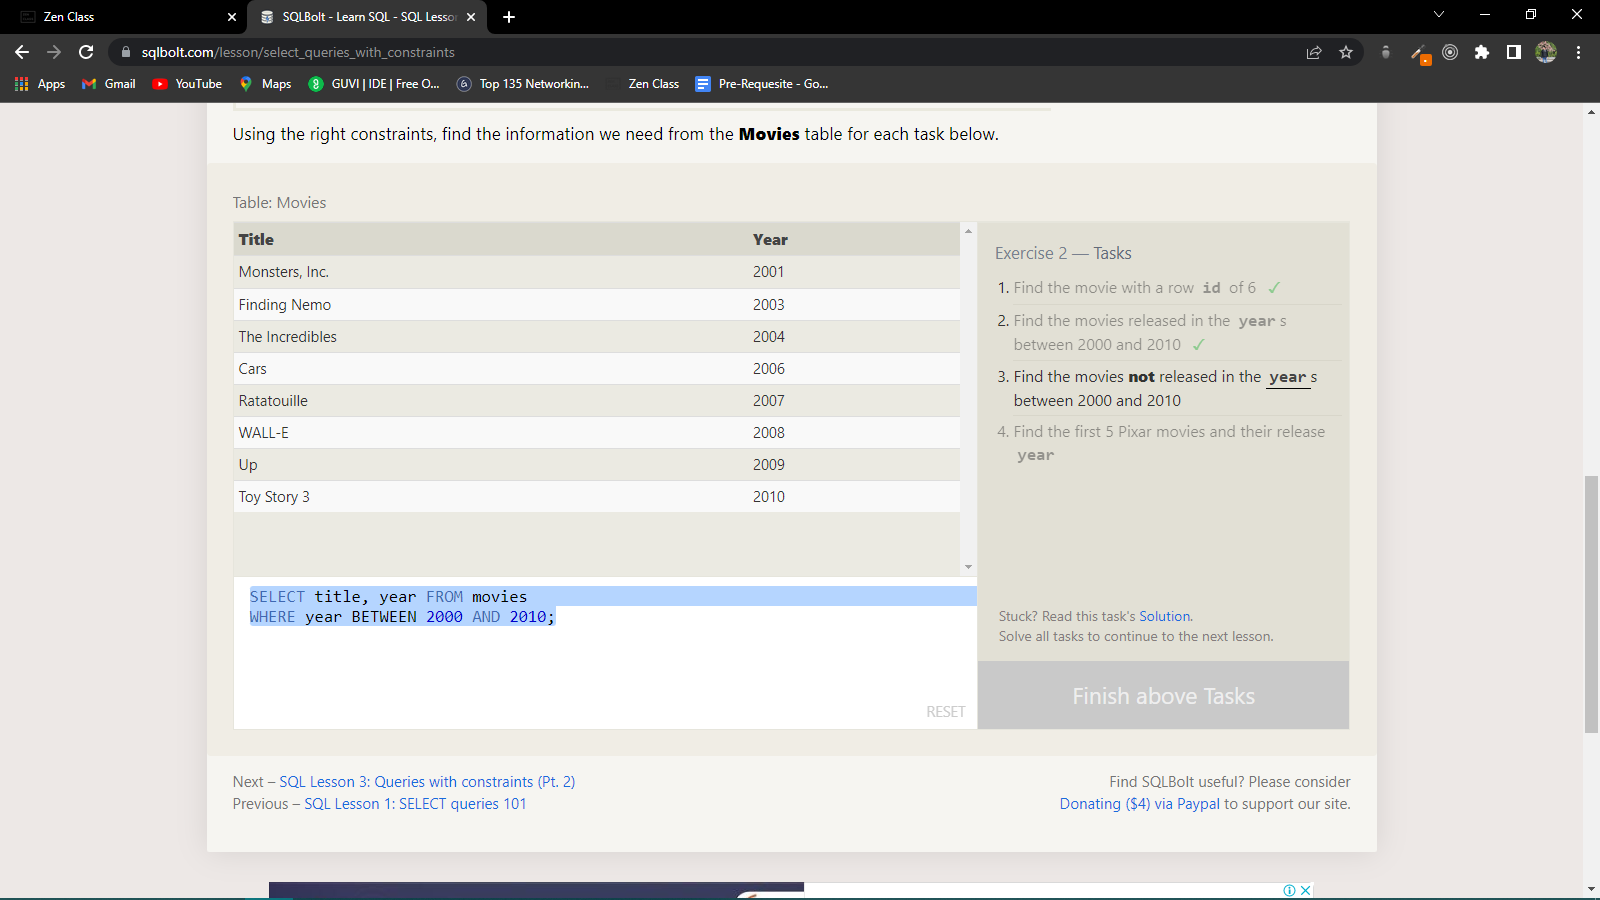 Zen Class
SQLBolt - Learn SQL - SQL Lesson
sqlbolt.com/lesson/select_queries_with_constraints
Apps
Gmail
YouTube
Maps
GUVI | IDE | Free O...
Top 135 Networkin...
Zen Class
Pre-Requesite - Go...
Using the right constraints, find the information we need from the Movies table for each task below.
Table: Movies
Title Year
Monsters, Inc. 2001
Finding Nemo 2003
The Incredibles 2004
Cars 2006
Ratatouille 2007
WALL-E 2008
Up 2009
Toy Story 3 2010
SELECT title, year FROM movies
WHERE year BETWEEN 2000 AND 2010;
RESET
Exercise 2 — Tasks
1. Find the movie with a row id of 6 ✓
2. Find the movies released in the year s
between 2000 and 2010 ✓
3. Find the movies not released in the year s
between 2000 and 2010
4. Find the first 5 Pixar movies and their release
year
Stuck? Read this task's Solution.
Solve all tasks to continue to the next lesson.
Finish above Tasks
Next – SQL Lesson 3: Queries with constraints (Pt. 2)
Previous – SQL Lesson 1: SELECT queries 101
Find SQLBolt useful? Please consider
Donating ($4) via Paypal to support our site.